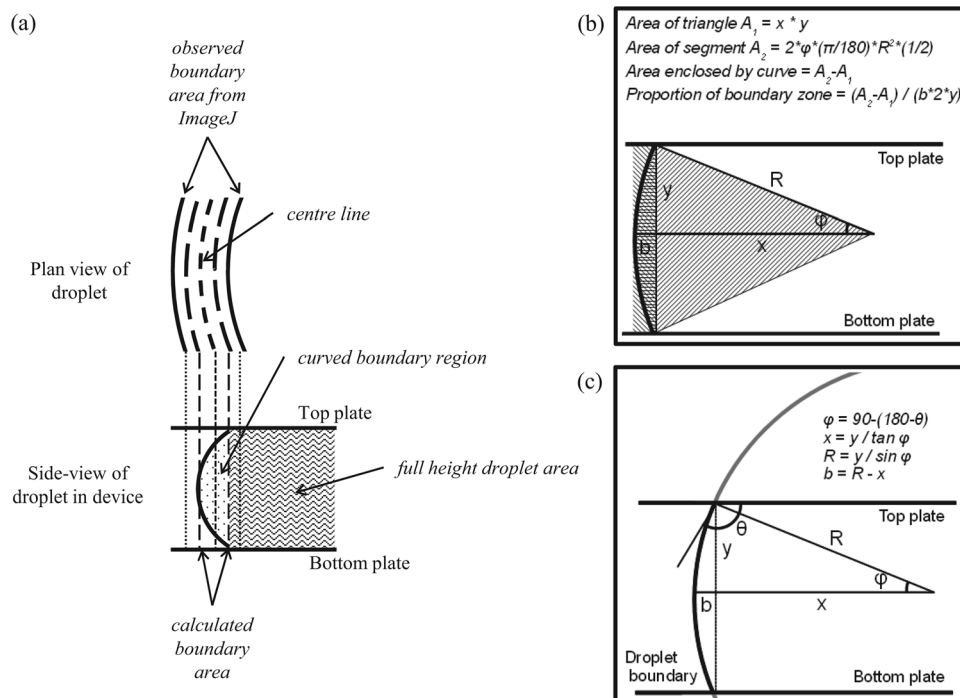 (a)
observed
boundary
area from
ImageJ
centre line
Plan view of
droplet
curved boundary region
Top plate
Side-view of
droplet in device
full height droplet area
Bottom plate
calculated
boundary
area
(b)
Area of triangle A₁ = x * y
Area of segment A₂ = 2*φ*(π/180)*R²*(1/2)
Area enclosed by curve = A₂-A₁
Proportion of boundary zone = (A₂-A₁) / (b*2*y)
Top plate
R
y
φ
b
x
Bottom plate
(c)
φ = 90-(180-θ)
x = y / tan φ
R = y / sin φ
b = R - x
Top plate
θ
R
y
φ
b
x
Droplet
boundary
Bottom plate